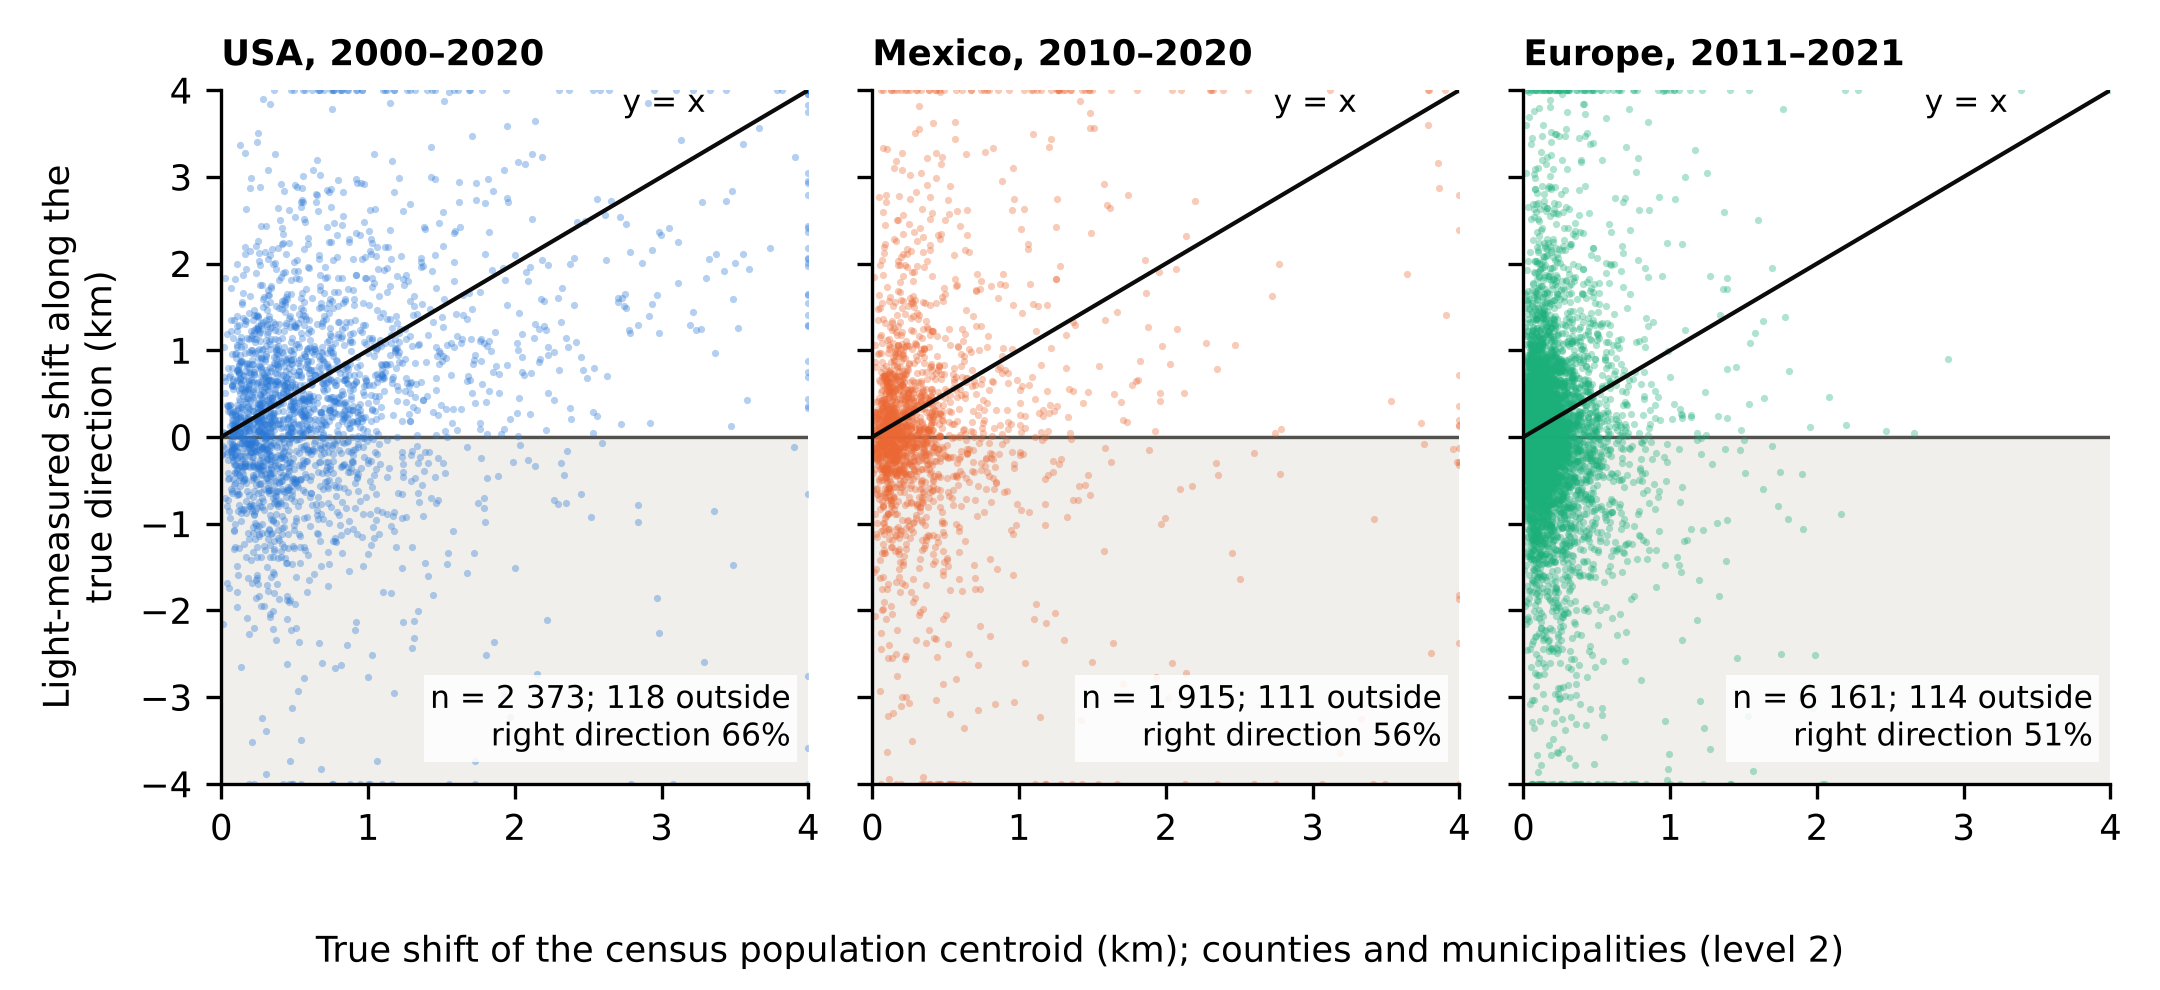 USA, 2000–2020
Mexico, 2010–2020
Europe, 2011–2021
Light-measured shift along the
true direction (km)
4
3
2
1
0
−1
−2
−3
−4
y = x
y = x
y = x
n = 2 373; 118 outside
right direction 66%
n = 1 915; 111 outside
right direction 56%
n = 6 161; 114 outside
right direction 51%
0 1 2 3 4
0 1 2 3 4
0 1 2 3 4
True shift of the census population centroid (km); counties and municipalities (level 2)